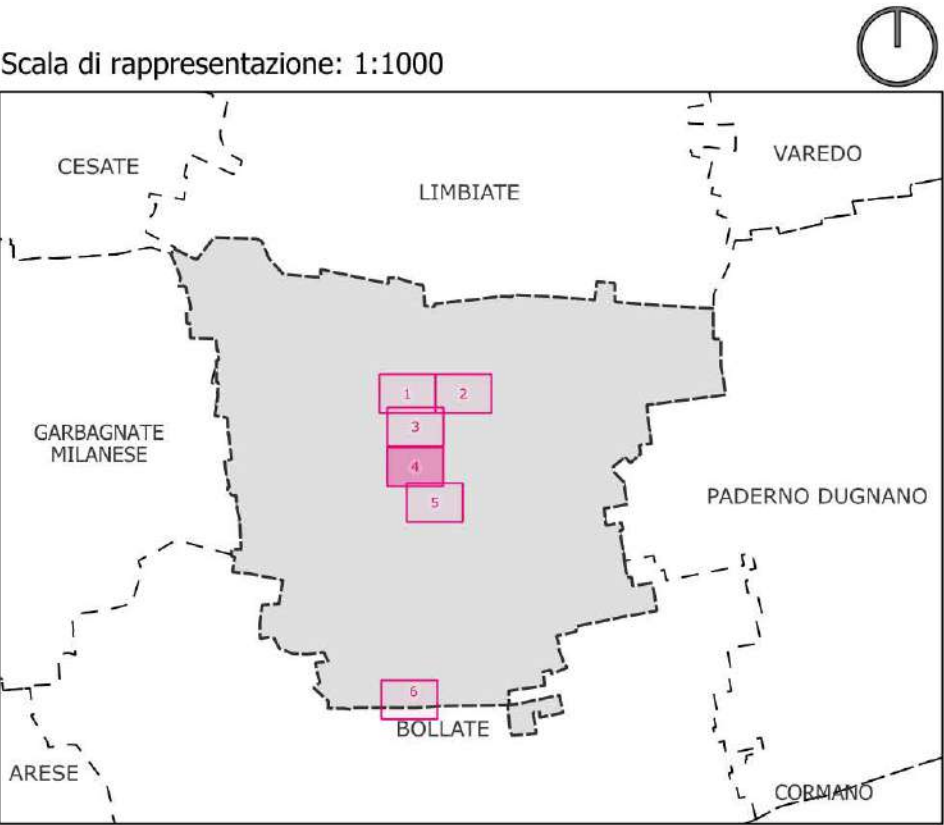 Scala di rappresentazione: 1:1000
CESATE
VAREDO
LIMBIATE
1
2
3
GARBAGNATE
MILANESE
4
PADERNO DUGNANO
5
6
BOLLATE
ARESE
CORMANO